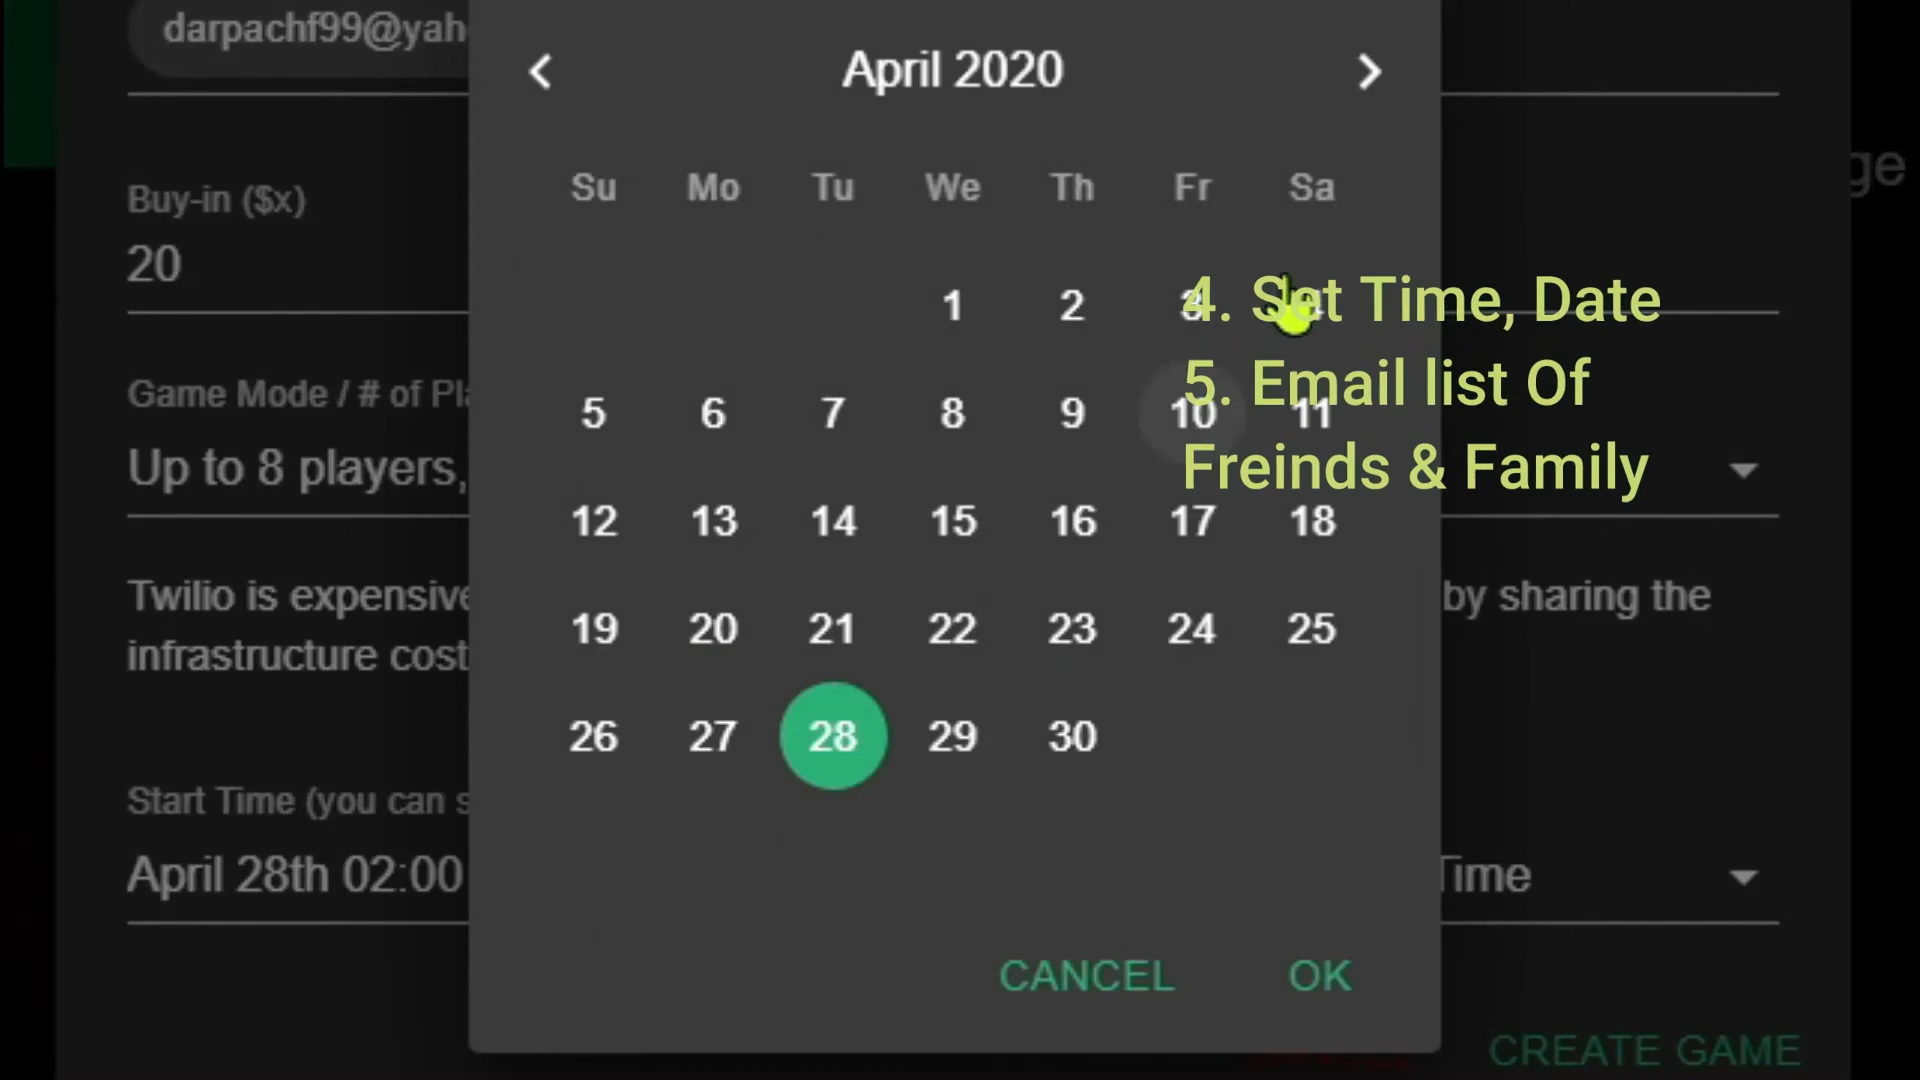 darpachf99@yah
April 2020
Su Mo Tu We Th Fr Sa
ge
Buy-in ($x)
20
1 2 3
4. Set Time, Date
5. Email list Of
Freinds & Family
Game Mode / # of Pla
Up to 8 players,
5 6 7 8 9 10 11
12 13 14 15 16 17 18
Twilio is expensive
by sharing the
infrastructure cost
19 20 21 22 23 24 25
26 27 28 29 30
Start Time (you can s
April 28th 02:00
Time
CANCEL OK
CREATE GAME